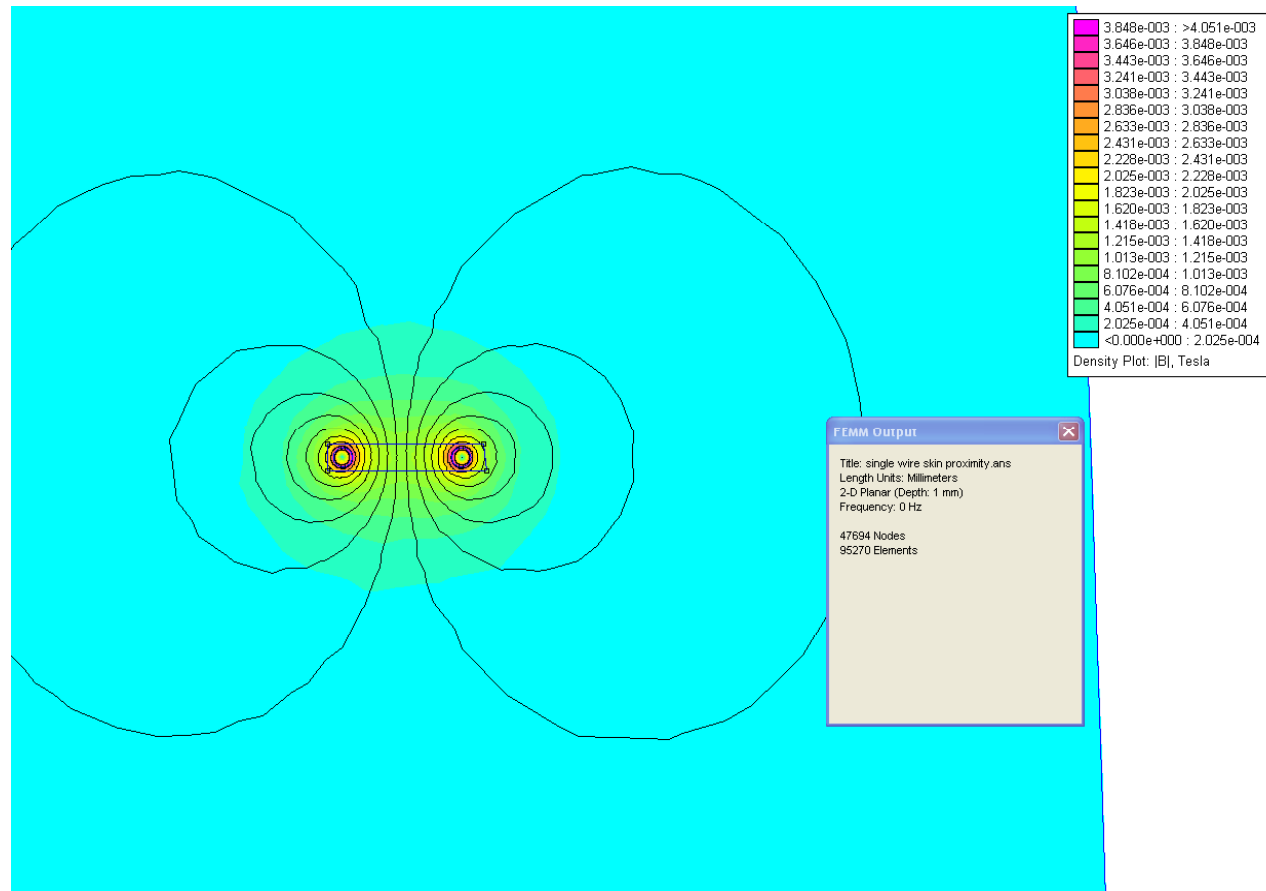 3.848e-003 : >4.051e-003
3.646e-003 : 3.848e-003
3.443e-003 : 3.646e-003
3.241e-003 : 3.443e-003
3.038e-003 : 3.241e-003
2.836e-003 : 3.038e-003
2.633e-003 : 2.836e-003
2.431e-003 : 2.633e-003
2.228e-003 : 2.431e-003
2.025e-003 : 2.228e-003
1.823e-003 : 2.025e-003
1.620e-003 : 1.823e-003
1.418e-003 : 1.620e-003
1.215e-003 : 1.418e-003
1.013e-003 : 1.215e-003
8.102e-004 : 1.013e-003
6.076e-004 : 8.102e-004
4.051e-004 : 6.076e-004
2.025e-004 : 4.051e-004
<0.000e+000 : 2.025e-004
Density Plot: |B|, Tesla
FEMM Output
Title: single wire skin proximity.ans
Length Units: Millimeters
2-D Planar (Depth: 1 mm)
Frequency: 0 Hz
47694 Nodes
95270 Elements